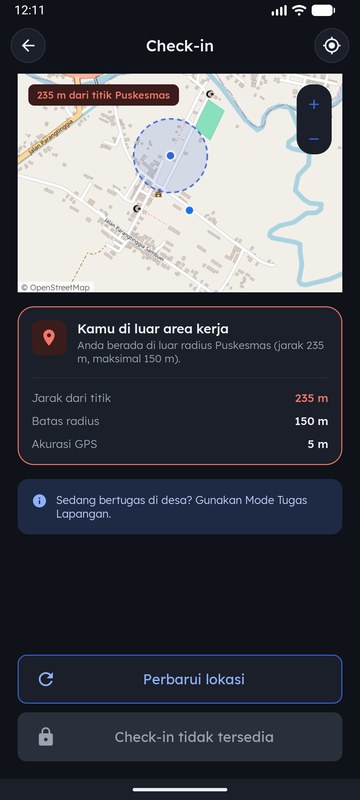 12:11
Check-in
235 m dari titik Puskesmas
+
−
Jalan Parangloe
© OpenStreetMap
Kamu di luar area kerja
Anda berada di luar radius Puskesmas (jarak 235
m, maksimal 150 m).
Jarak dari titik 235 m
Batas radius 150 m
Akurasi GPS 5 m
Sedang bertugas di desa? Gunakan Mode Tugas
Lapangan.
Perbarui lokasi
Check-in tidak tersedia